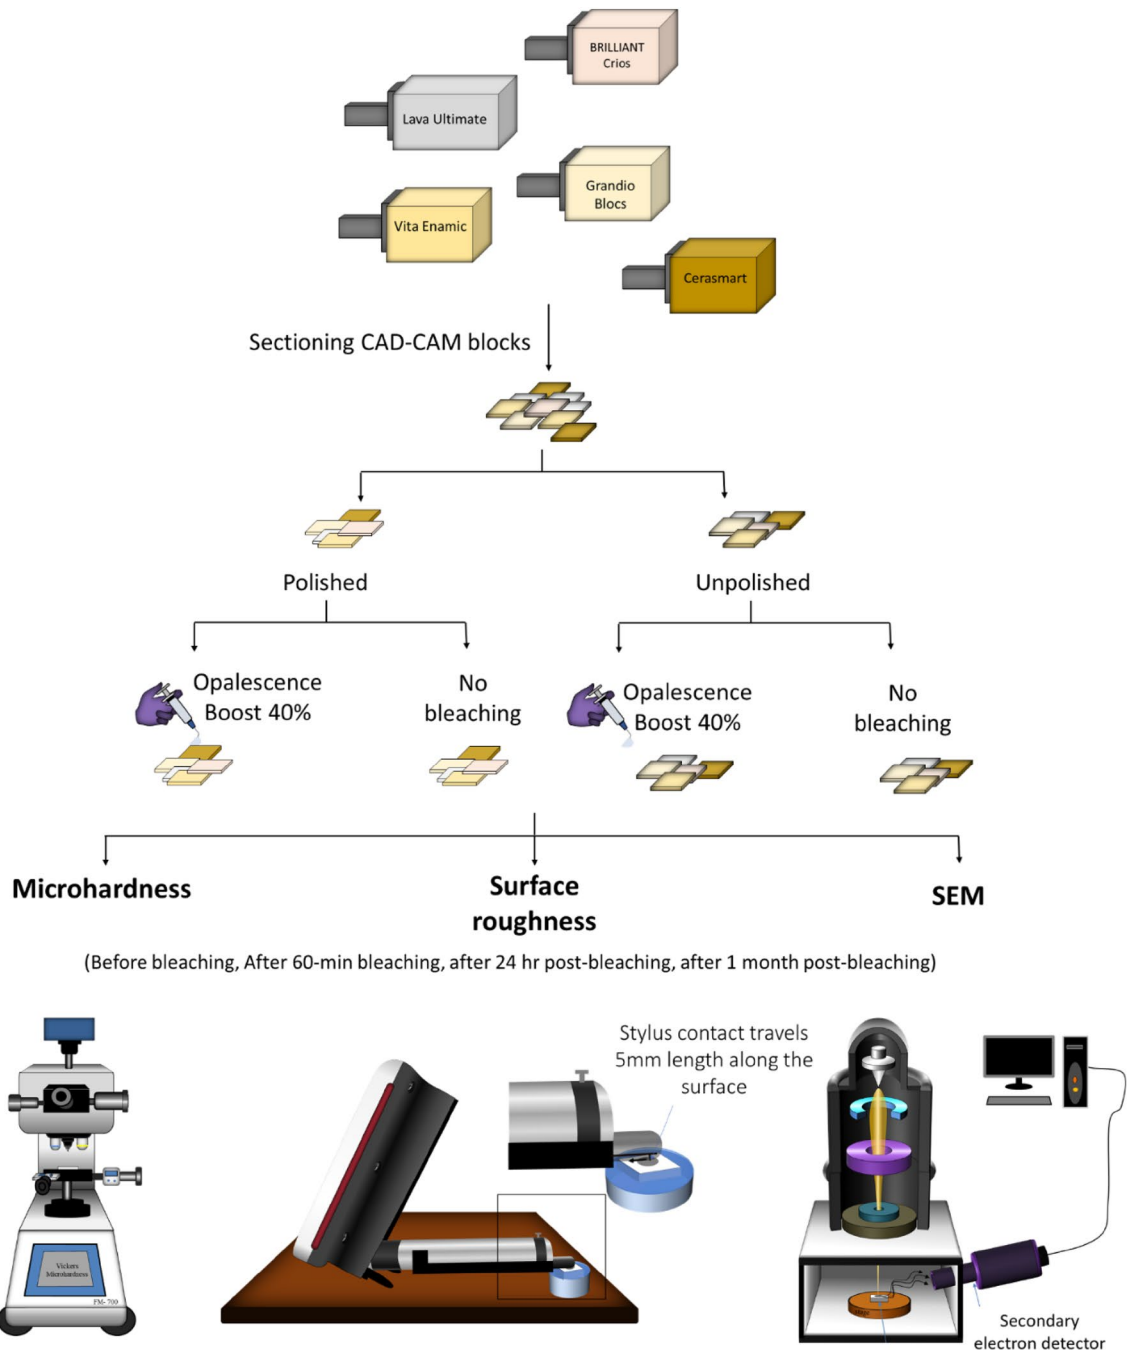 BRILLIANT
Crios
Lava Ultimate
Grandio
Blocs
Vita Enamic
Cerasmart
Sectioning CAD-CAM blocks
Polished
Unpolished
Opalescence
Boost 40%
No
bleaching
Opalescence
Boost 40%
No
bleaching
Microhardness
Surface
roughness
SEM
(Before bleaching, After 60-min bleaching, after 24 hr post-bleaching, after 1 month post-bleaching)
Stylus contact travels
5mm length along the
surface
Vickers
Microhardness
FM- 700
Secondary
electron detector